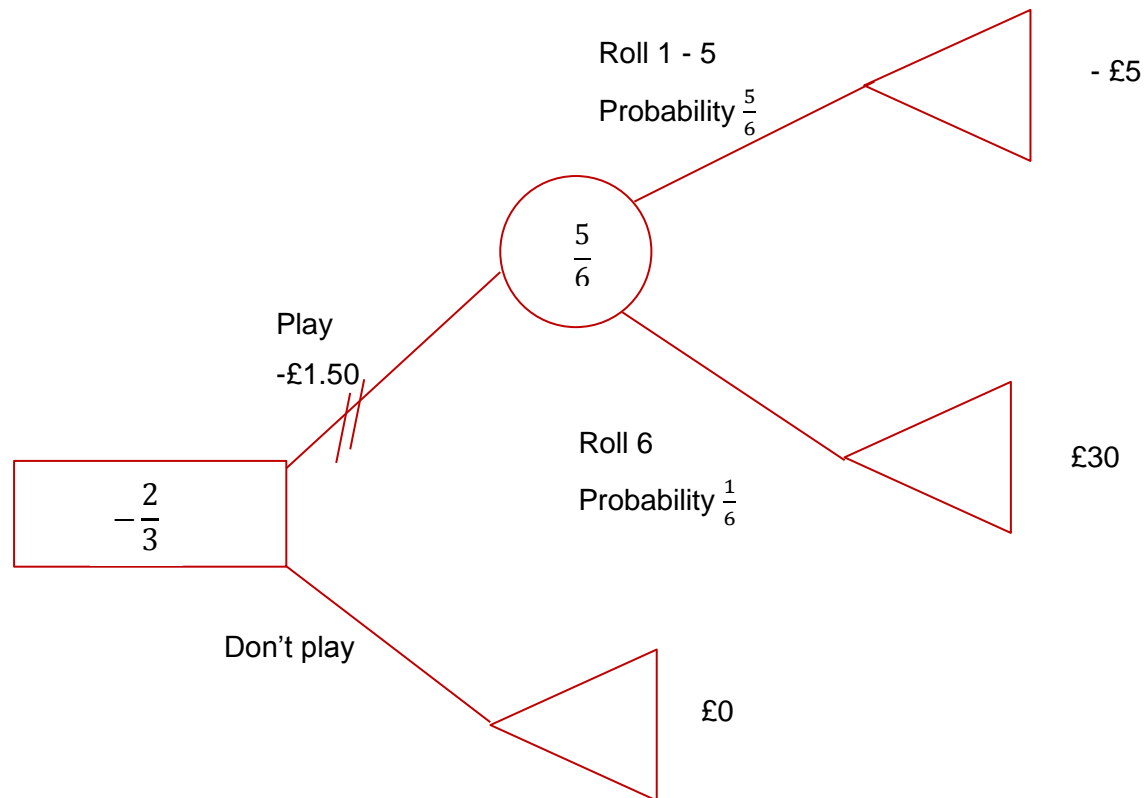 Roll 1 - 5
- £5
Probability 5/6
5/6
Play
-£1.50
Roll 6
£30
Probability 1/6
−2/3
Don’t play
£0